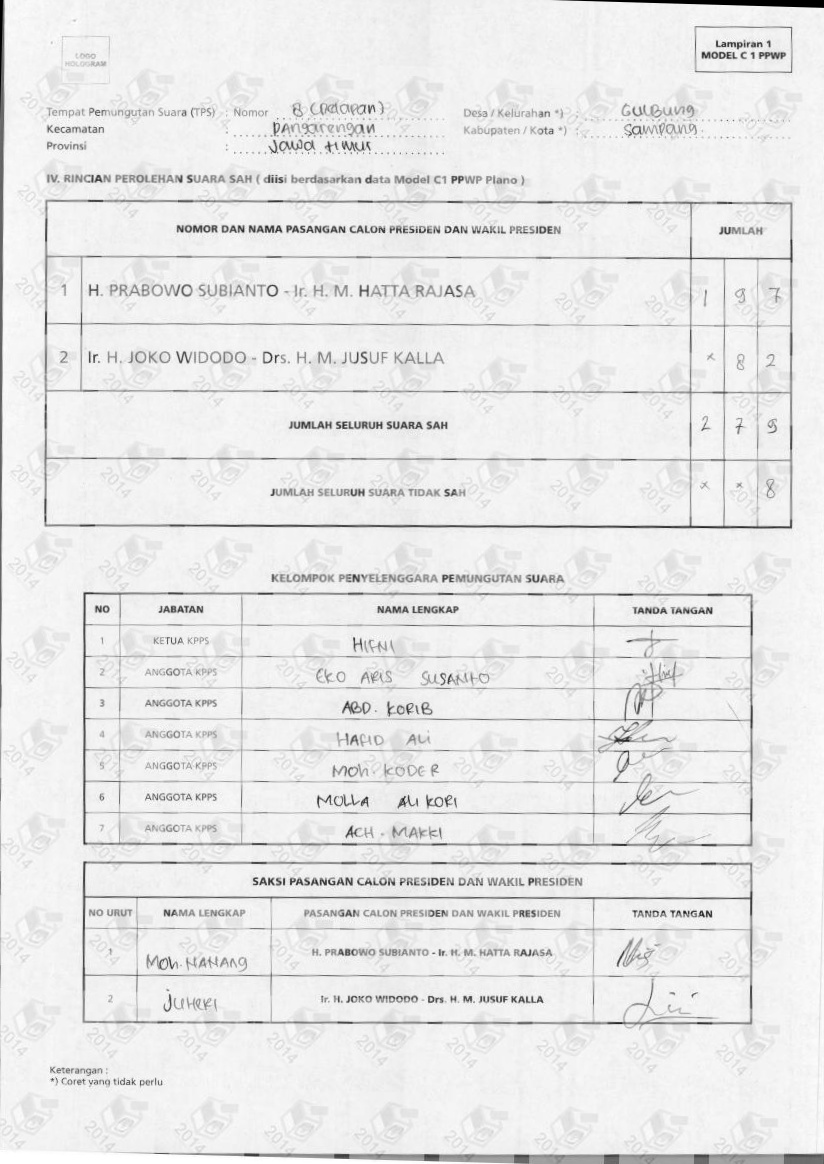 LOGO
HOLOGRAM
Lampiran 1
MODEL C 1 PPWP
Tempat Pemungutan Suara (TPS) : Nomor 8 (Delapan)
Desa / Kelurahan *) : Gulbung
Kecamatan : Pangarengan
Kabupaten / Kota *) : Sampang.
Provinsi : Jawa timur
IV. RINCIAN PEROLEHAN SUARA SAH ( diisi berdasarkan data Model C1 PPWP Plano )
NOMOR DAN NAMA PASANGAN CALON PRESIDEN DAN WAKIL PRESIDEN JUMLAH
1 H. PRABOWO SUBIANTO - Ir. H. M. HATTA RAJASA 1 9 7
2 Ir. H. JOKO WIDODO - Drs. H. M. JUSUF KALLA x 8 2
JUMLAH SELURUH SUARA SAH 2 7 9
JUMLAH SELURUH SUARA TIDAK SAH x x 8
KELOMPOK PENYELENGGARA PEMUNGUTAN SUARA
NO JABATAN NAMA LENGKAP TANDA TANGAN
1 KETUA KPPS HIFNI
2 ANGGOTA KPPS EKO ARIS SUSANTO
3 ANGGOTA KPPS ABD. KORIB
4 ANGGOTA KPPS HAFID ALI
5 ANGGOTA KPPS MOH. KODER
6 ANGGOTA KPPS MOLLA ALI KORI
7 ANGGOTA KPPS ACH. MAKKI
SAKSI PASANGAN CALON PRESIDEN DAN WAKIL PRESIDEN
NO URUT NAMA LENGKAP PASANGAN CALON PRESIDEN DAN WAKIL PRESIDEN TANDA TANGAN
1 MOH. NANANG H. PRABOWO SUBIANTO - Ir. H. M. HATTA RAJASA
2 JUHERI Ir. H. JOKO WIDODO - Drs. H. M. JUSUF KALLA
Keterangan :
*) Coret yang tidak perlu